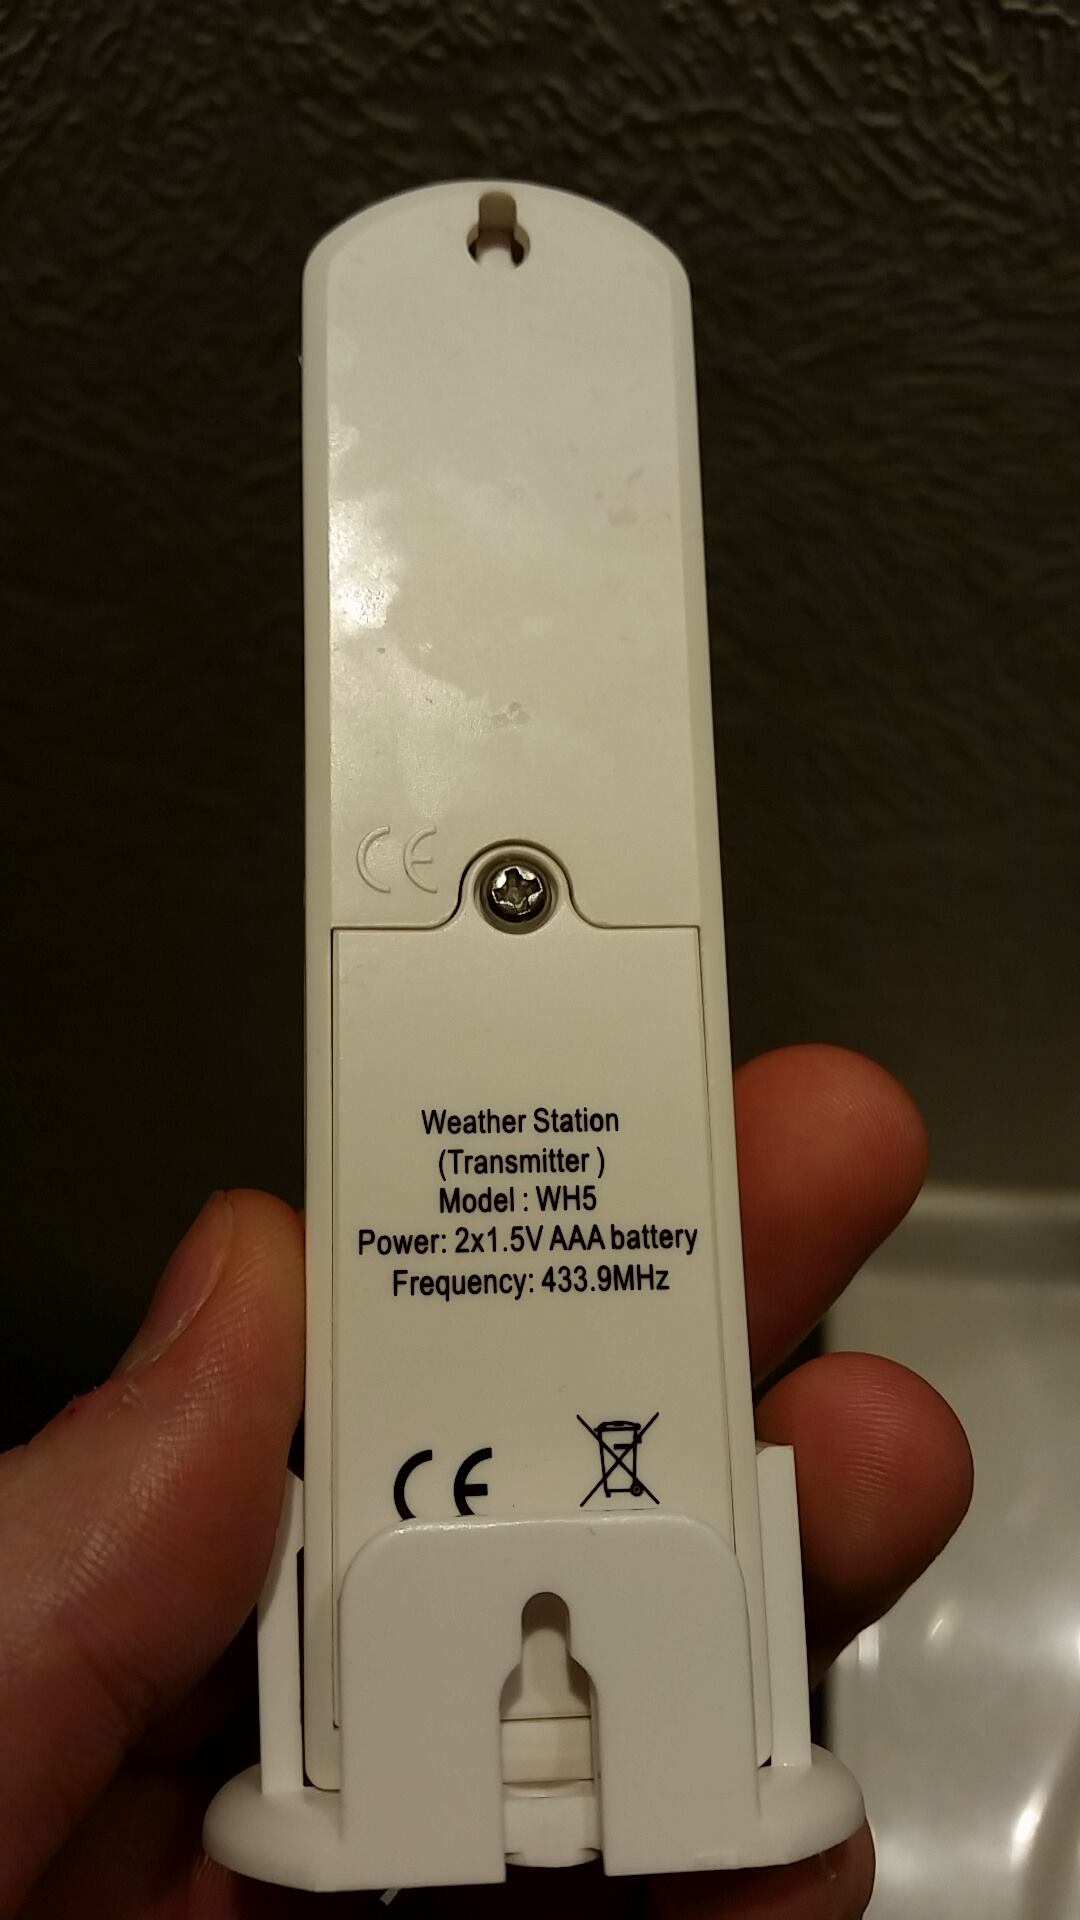 CE
Weather Station
(Transmitter )
Model : WH5
Power: 2x1.5V AAA battery
Frequency: 433.9MHz
CE